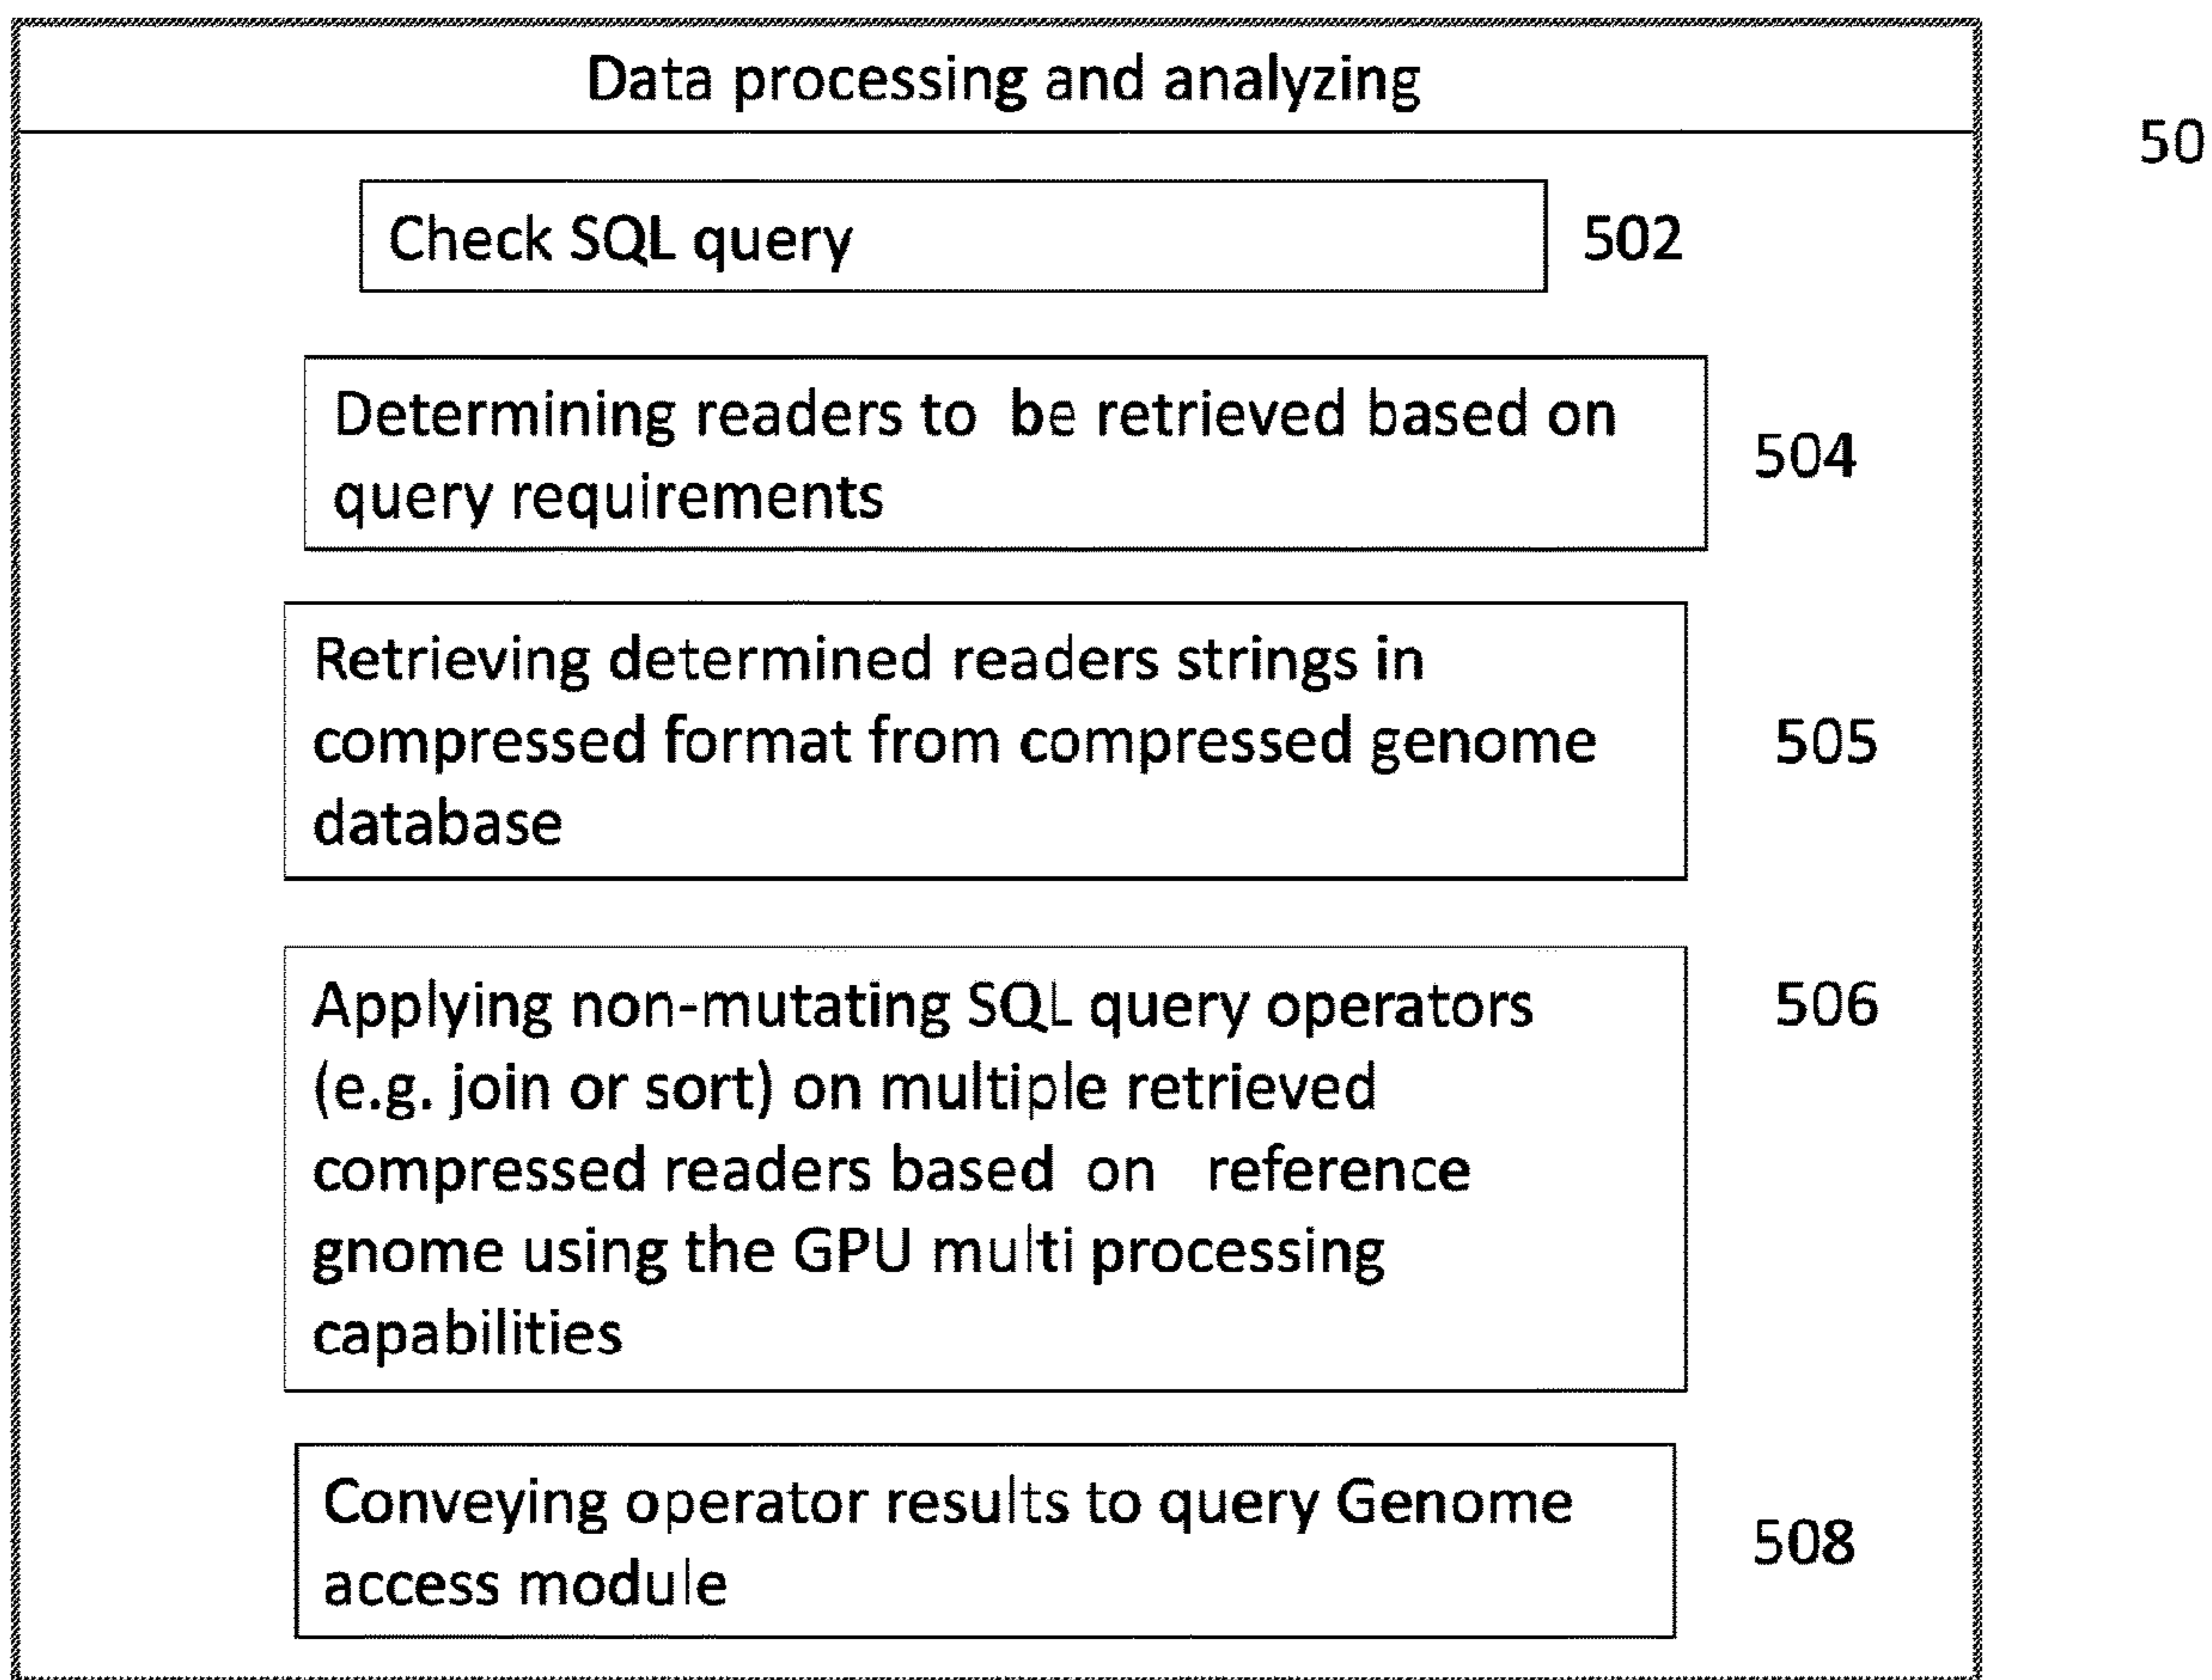 Data processing and analyzing
50
Check SQL query
502
Determining readers to be retrieved based on
query requirements
504
Retrieving determined readers strings in
compressed format from compressed genome
database
505
Applying non-mutating SQL query operators
(e.g. join or sort) on multiple retrieved
compressed readers based on reference
gnome using the GPU multi processing
capabilities
506
Conveying operator results to query Genome
access module
508